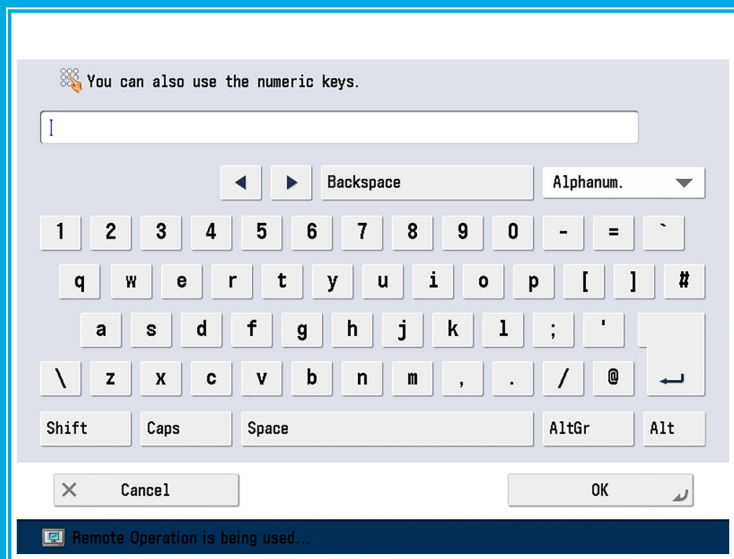 You can also use the numeric keys.
Backspace Alphanum.
1 2 3 4 5 6 7 8 9 0 - = `
q w e r t y u i o p [ ] #
a s d f g h j k l ; '
\ z x c v b n m , . / @
Shift Caps Space AltGr Alt
Cancel OK
Remote Operation is being used...